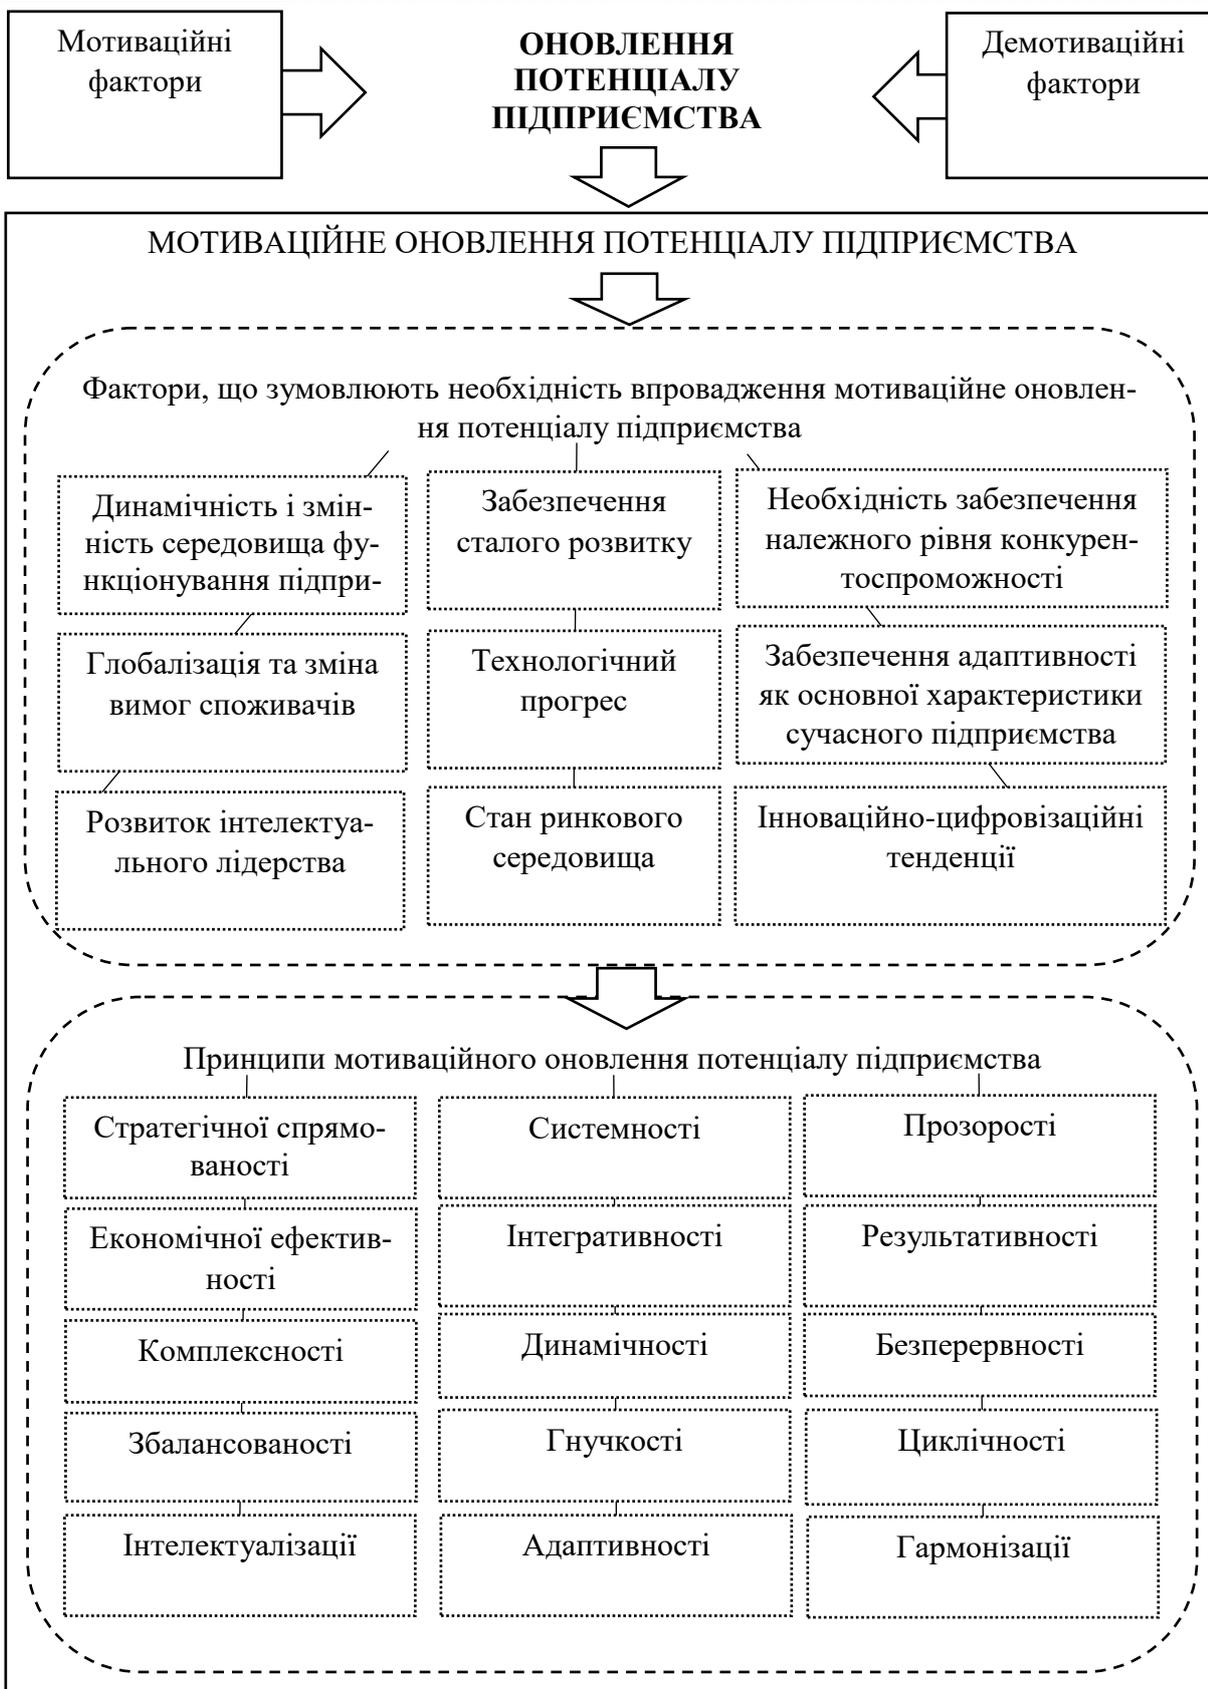 Мотиваційні
фактори
ОНОВЛЕННЯ
ПОТЕНЦІАЛУ
ПІДПРИЄМСТВА
Демотиваційні
фактори
МОТИВАЦІЙНЕ ОНОВЛЕННЯ ПОТЕНЦІАЛУ ПІДПРИЄМСТВА
Фактори, що зумовлюють необхідність впровадження мотиваційне оновлен-
ня потенціалу підприємства
Динамічність і змін-
ність середовища фу-
нкціонування підпри-
Забезпечення
сталого розвитку
Необхідність забезпечення
належного рівня конкурен-
тоспроможності
Глобалізація та зміна
вимог споживачів
Технологічний
прогрес
Забезпечення адаптивності
як основної характеристики
сучасного підприємства
Розвиток інтелектуа-
льного лідерства
Стан ринкового
середовища
Інноваційно-цифровізаційні
тенденції
Принципи мотиваційного оновлення потенціалу підприємства
Стратегічної спрямо-
ваності
Системності
Прозорості
Економічної ефектив-
ності
Інтегративності
Результативності
Комплексності
Динамічності
Безперервності
Збалансованості
Гнучкості
Циклічності
Інтелектуалізації
Адаптивності
Гармонізації